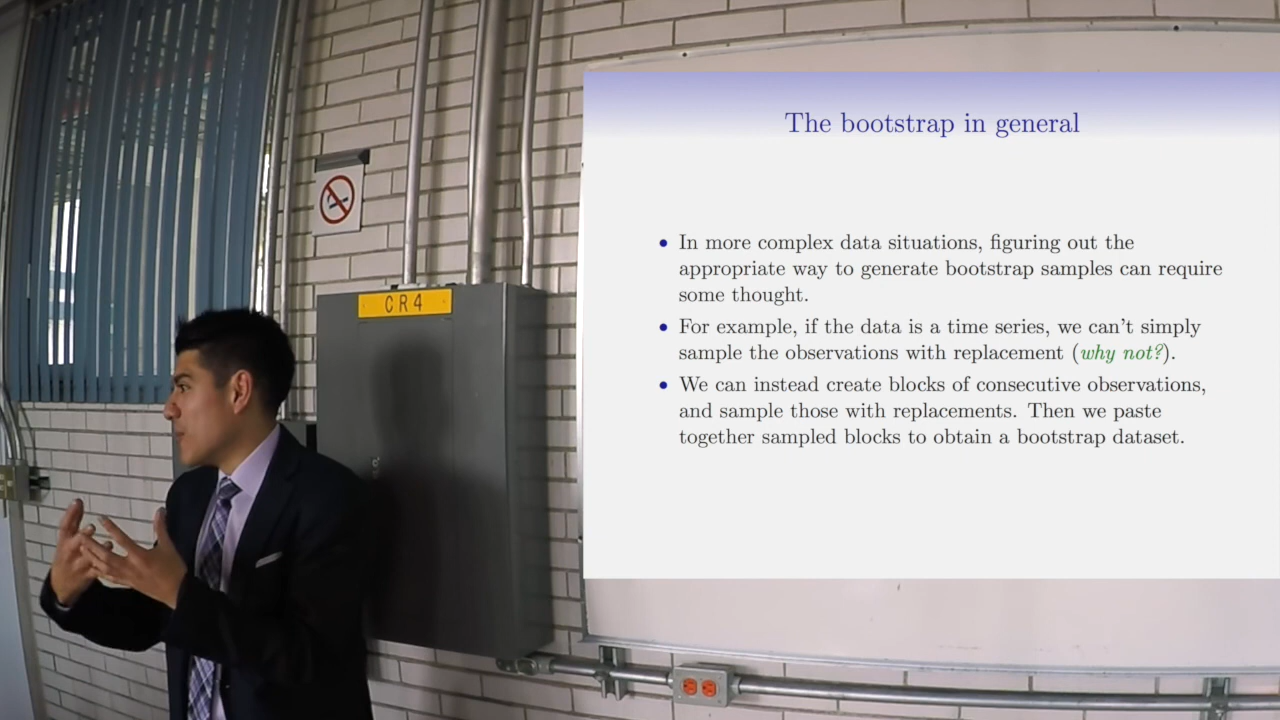 CR4
The bootstrap in general
• In more complex data situations, figuring out the
appropriate way to generate bootstrap samples can require
some thought.
• For example, if the data is a time series, we can't simply
sample the observations with replacement (why not?).
• We can instead create blocks of consecutive observations,
and sample those with replacements. Then we paste
together sampled blocks to obtain a bootstrap dataset.